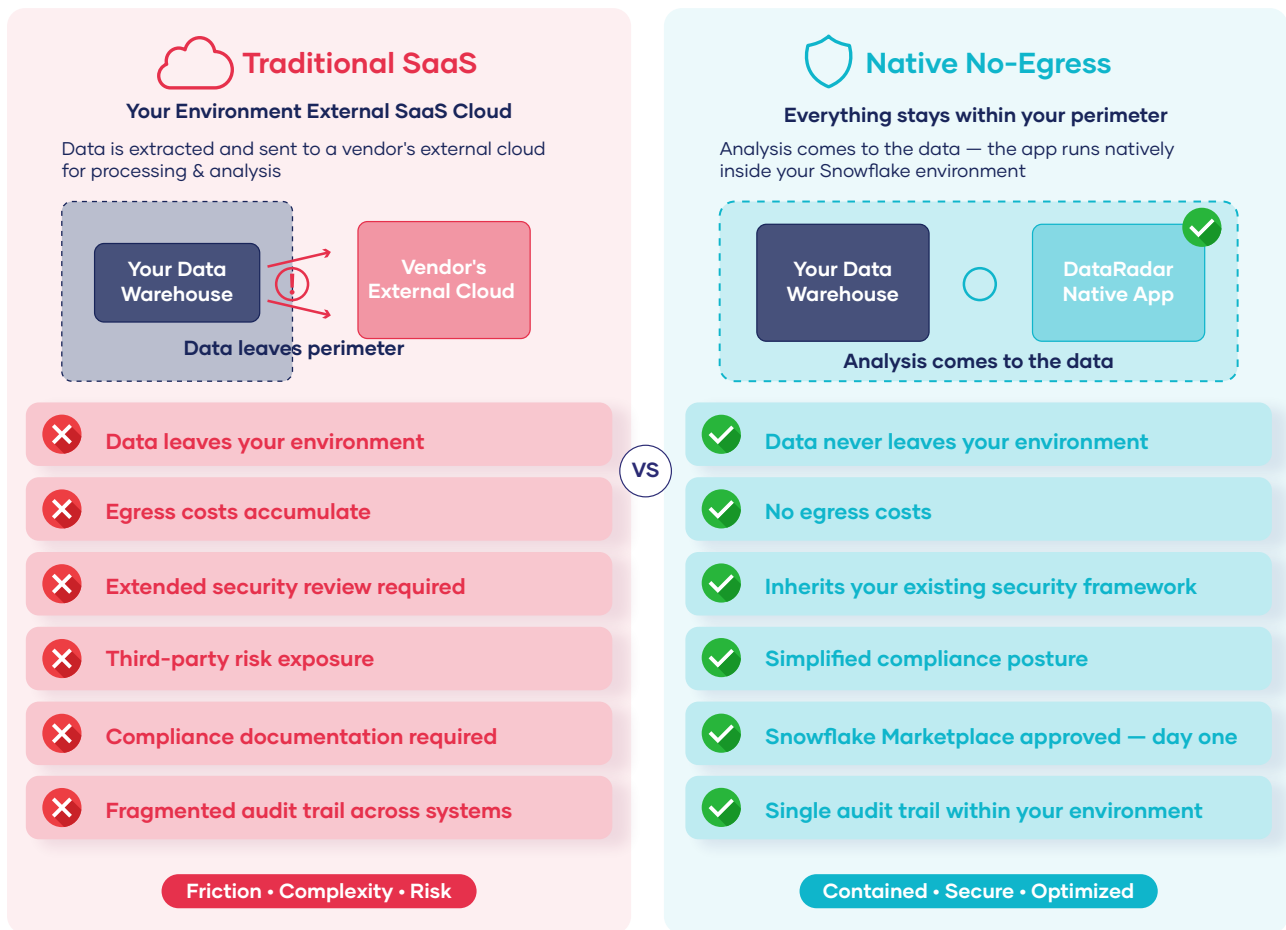 Traditional SaaS
Your Environment External SaaS Cloud
Data is extracted and sent to a vendor's external cloud
for processing & analysis
Your Data
Warehouse
!
Vendor's
External Cloud
Data leaves perimeter
Data leaves your environment
Egress costs accumulate
Extended security review required
Third-party risk exposure
Compliance documentation required
Fragmented audit trail across systems
Friction • Complexity • Risk
VS
Native No-Egress
Everything stays within your perimeter
Analysis comes to the data — the app runs natively
inside your Snowflake environment
Your Data
Warehouse
DataRadar
Native App
Analysis comes to the data
Data never leaves your environment
No egress costs
Inherits your existing security framework
Simplified compliance posture
Snowflake Marketplace approved — day one
Single audit trail within your environment
Contained • Secure • Optimized